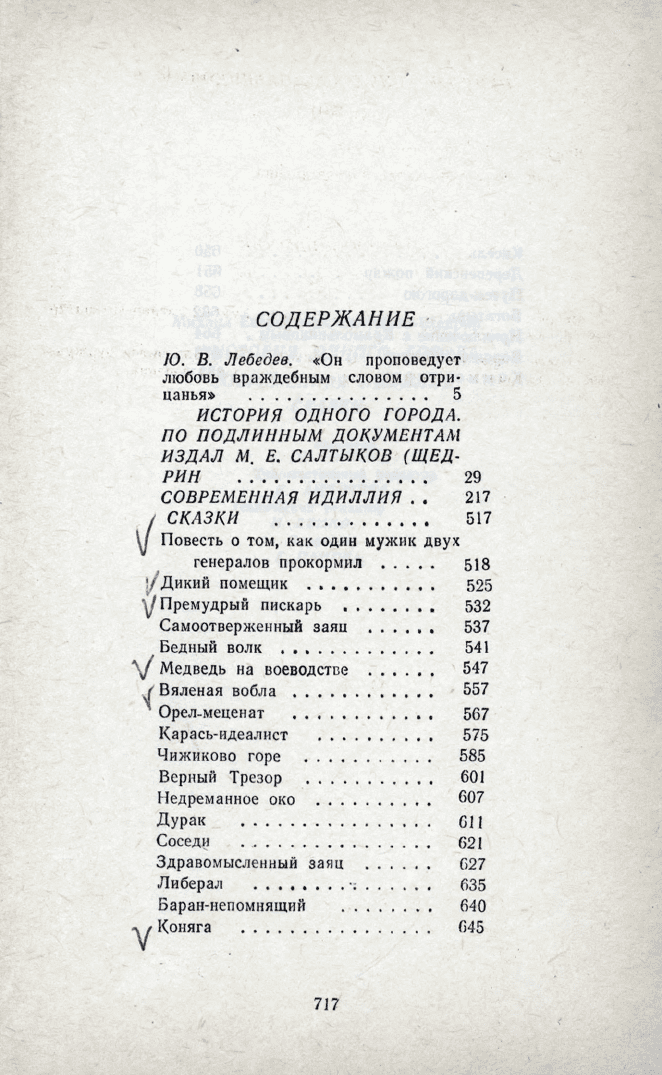 СОДЕРЖАНИЕ
Ю. В. Лебедев. «Он проповедует
любовь враждебным словом отри-
цанья» . . . . . . . . . . . . . . . 5
ИСТОРИЯ ОДНОГО ГОРОДА.
ПО ПОДЛИННЫМ ДОКУМЕНТАМ
ИЗДАЛ М. Е. САЛТЫКОВ (ЩЕД-
РИН . . . . . . . . . . . . . . . 29
СОВРЕМЕННАЯ ИДИЛЛИЯ . . 217
СКАЗКИ . . . . . . . . . . . . 517
Повесть о том, как один мужик двух
генералов прокормил . . . . . 518
Дикий помещик . . . . . . . . . . . 525
Премудрый пискарь . . . . . . . . 532
Самоотверженный заяц . . . . . . 537
Бедный волк . . . . . . . . . . . . 541
Медведь на воеводстве . . . . . . 547
Вяленая вобла . . . . . . . . . . . . 557
Орел-меценат . . . . . . . . . . . . 567
Карась-идеалист . . . . . . . . . . 575
Чижиково горе . . . . . . . . . . . 585
Верный Трезор . . . . . . . . . . . 601
Недреманное око . . . . . . . . . . 607
Дурак . . . . . . . . . . . . . . . . 611
Соседи . . . . . . . . . . . . . . . . 621
Здравомысленный заяц . . . . . . 627
Либерал . . . . . . . . . . . . . . . 635
Баран-непомнящий . . . . . . . . 640
Коняга . . . . . . . . . . . . . . . . 645
717